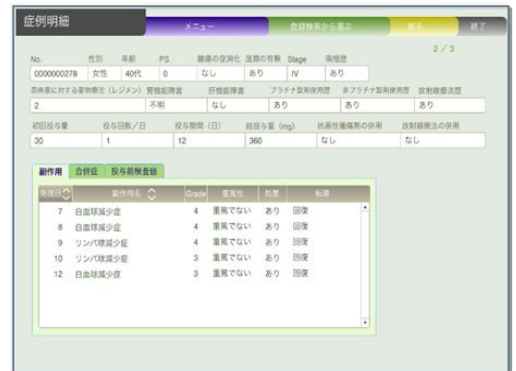 症例明細
メニュー 登録検索から選ぶ 戻る 終了
2 / 3
No. 性別 年齢 PS 腫瘍の空洞化 浸潤の有無 Stage 喫煙歴
0000000278 女性 40代 0 なし あり IV あり
原疾患に対する薬物療法（レジメン） 腎機能障害 肝機能障害 プラチナ製剤使用歴 非プラチナ製剤使用歴 放射線療法歴
2 不明 なし あり あり あり
初回投与量 投与回数／日 投与期間（日） 総投与量（mg） 抗悪性腫瘍剤の併用 放射線療法の併用
30 1 12 360 なし なし
副作用 合併症 投与前検査値
発現日 副作用名 Grade 重篤性 処置 転帰
7 白血球減少症 4 重篤でない あり 回復
8 白血球減少症 4 重篤でない あり 回復
9 リンパ球減少症 4 重篤でない あり 回復
10 リンパ球減少症 3 重篤でない あり 回復
12 白血球減少症 3 重篤でない あり 回復